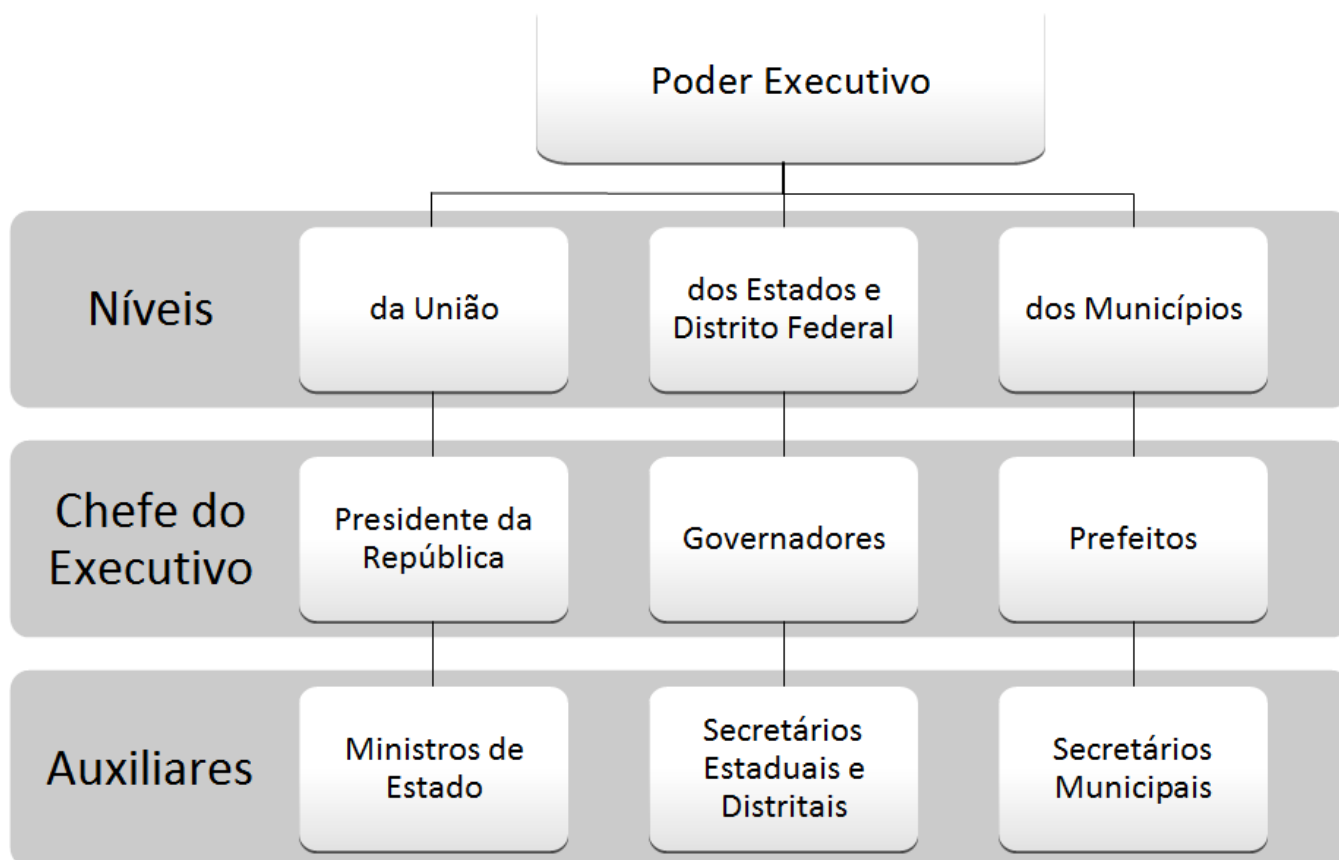 Poder Executivo
Níveis
da União
dos Estados e
Distrito Federal
dos Municípios
Chefe do
Executivo
Presidente da
República
Governadores
Prefeitos
Auxiliares
Ministros de
Estado
Secretários
Estaduais e
Distritais
Secretários
Municipais